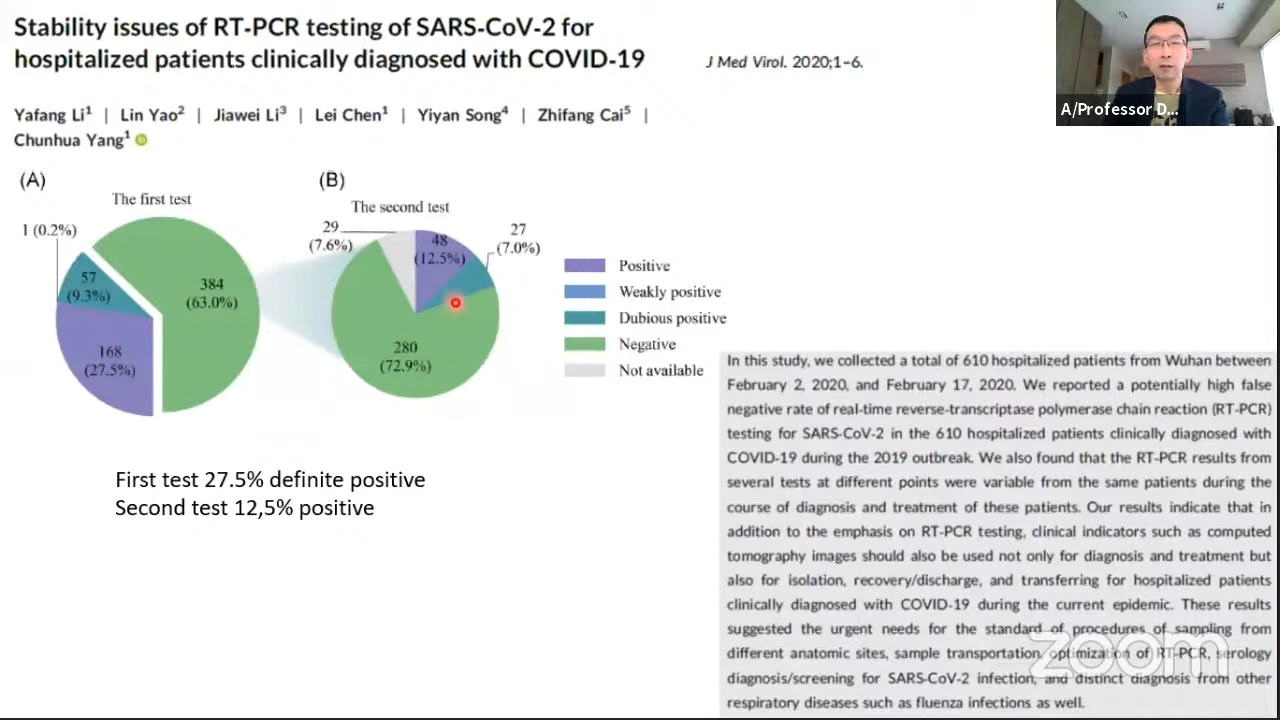 Stability issues of RT-PCR testing of SARS-CoV-2 for
hospitalized patients clinically diagnosed with COVID-19
J Med Virol. 2020;1–6.
A/Professor D...
Yafang Li1 | Lin Yao2 | Jiawei Li3 | Lei Chen1 | Yiyan Song4 | Zhifang Cai5 |
Chunhua Yang1 iD
(A)
The first test
1 (0.2%)
57
(9.3%)
168
(27.5%)
384
(63.0%)
(B)
The second test
29
(7.6%)
48
(12.5%)
27
(7.0%)
280
(72.9%)
Positive
Weakly positive
Dubious positive
Negative
Not available
First test 27.5% definite positive
Second test 12,5% positive
In this study, we collected a total of 610 hospitalized patients from Wuhan between
February 2, 2020, and February 17, 2020. We reported a potentially high false
negative rate of real-time reverse-transcriptase polymerase chain reaction (RT-PCR)
testing for SARS-CoV-2 in the 610 hospitalized patients clinically diagnosed with
COVID-19 during the 2019 outbreak. We also found that the RT-PCR results from
several tests at different points were variable from the same patients during the
course of diagnosis and treatment of these patients. Our results indicate that in
addition to the emphasis on RT-PCR testing, clinical indicators such as computed
tomography images should also be used not only for diagnosis and treatment but
also for isolation, recovery/discharge, and transferring for hospitalized patients
clinically diagnosed with COVID-19 during the current epidemic. These results
suggested the urgent needs for the standard of procedures of sampling from
different anatomic sites, sample transportation, optimization of RT-PCR, serology
diagnosis/screening for SARS-CoV-2 infection, and distinct diagnosis from other
respiratory diseases such as fluenza infections as well.
zoom